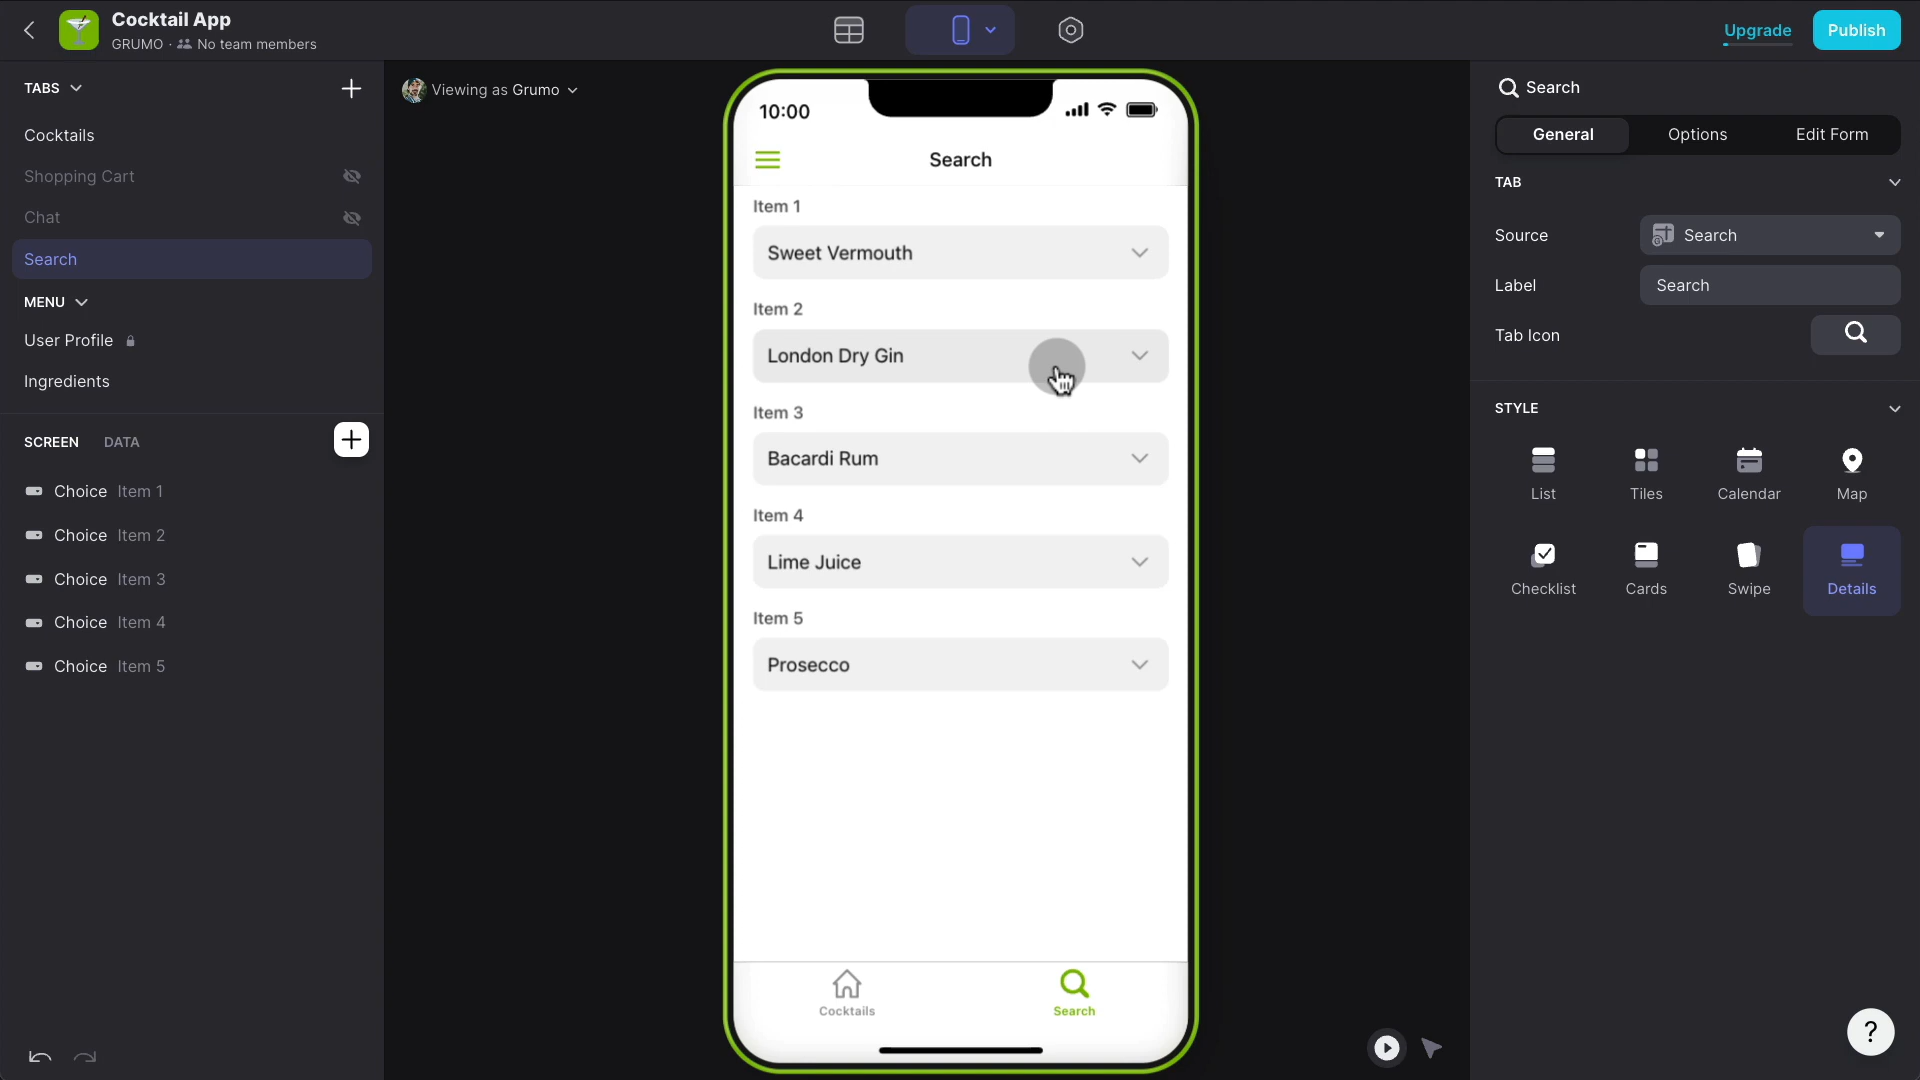 Cocktail App
GRUMO · No team members
Upgrade
Publish
TABS
Cocktails
Shopping Cart
Chat
Search
MENU
User Profile
Ingredients
SCREEN DATA
Choice Item 1
Choice Item 2
Choice Item 3
Choice Item 4
Choice Item 5
Viewing as Grumo
10:00
Search
Item 1
Sweet Vermouth
Item 2
London Dry Gin
Item 3
Bacardi Rum
Item 4
Lime Juice
Item 5
Prosecco
Cocktails
Search
Search
General Options Edit Form
TAB
Source Search
Label Search
Tab Icon
STYLE
List Tiles Calendar Map
Checklist Cards Swipe Details
?